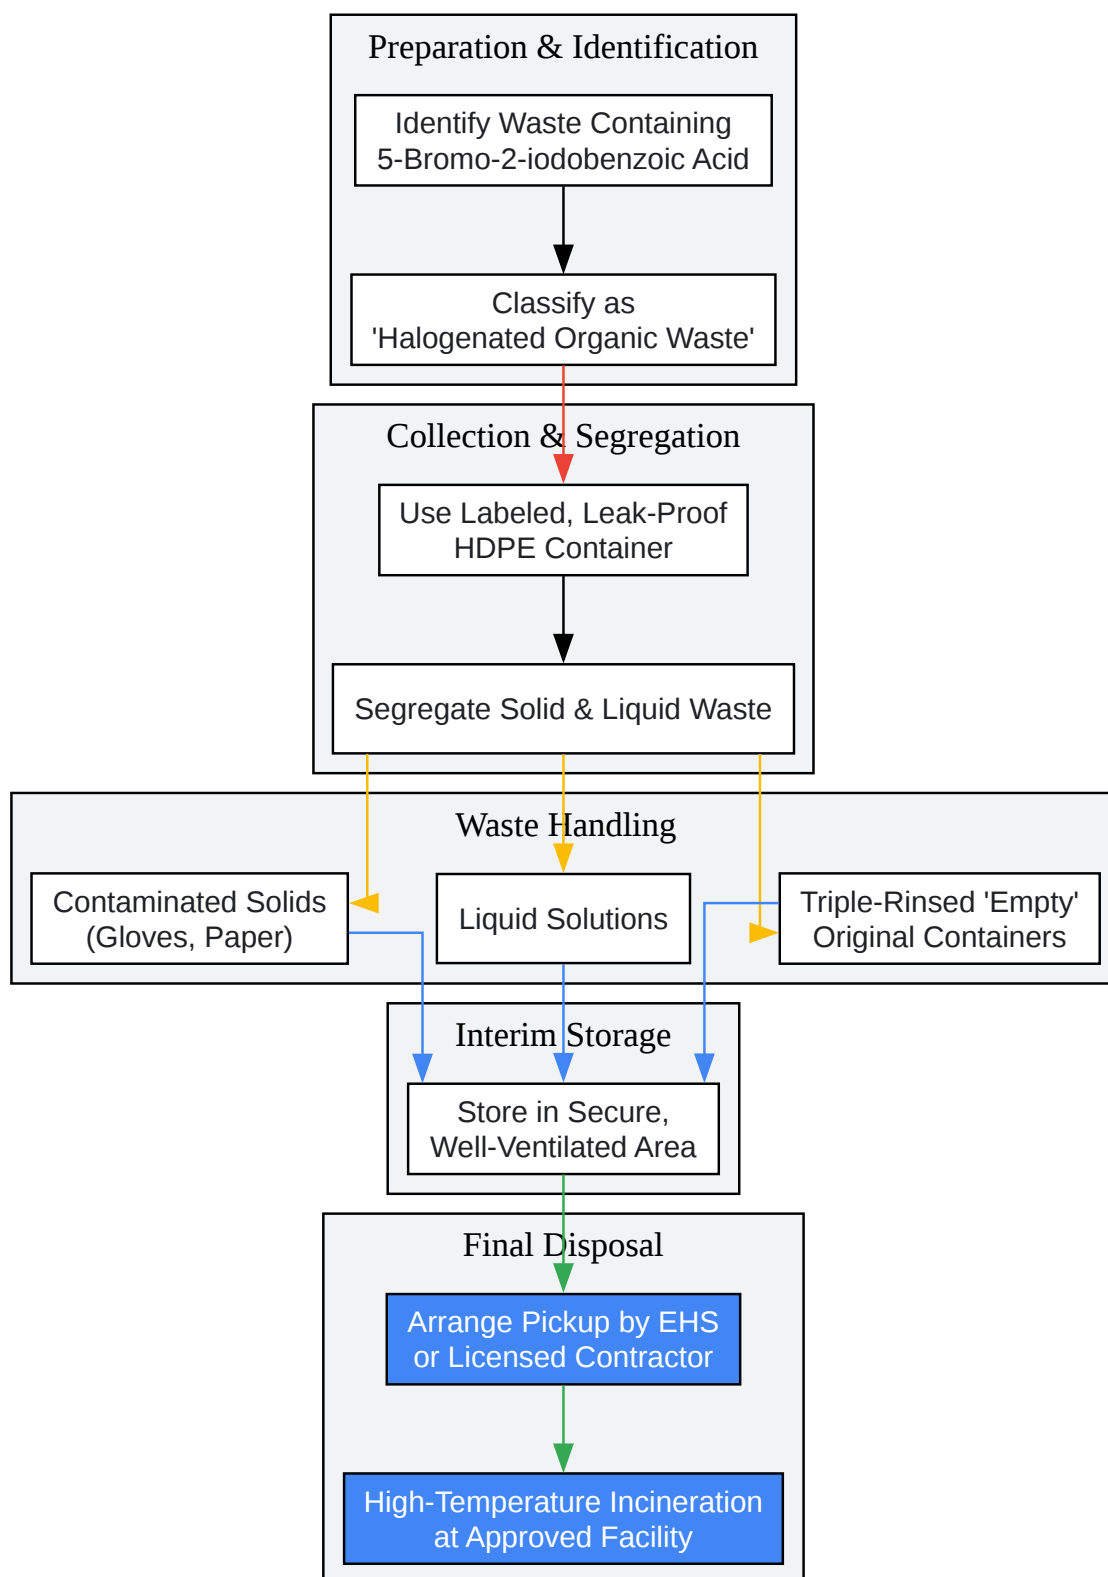 Preparation & Identification
Identify Waste Containing
5-Bromo-2-iodobenzoic Acid
Classify as
'Halogenated Organic Waste'
Collection & Segregation
Use Labeled, Leak-Proof
HDPE Container
Segregate Solid & Liquid Waste
Waste Handling
Contaminated Solids
(Gloves, Paper)
Liquid Solutions
Triple-Rinsed 'Empty'
Original Containers
Interim Storage
Store in Secure,
Well-Ventilated Area
Final Disposal
Arrange Pickup by EHS
or Licensed Contractor
High-Temperature Incineration
at Approved Facility